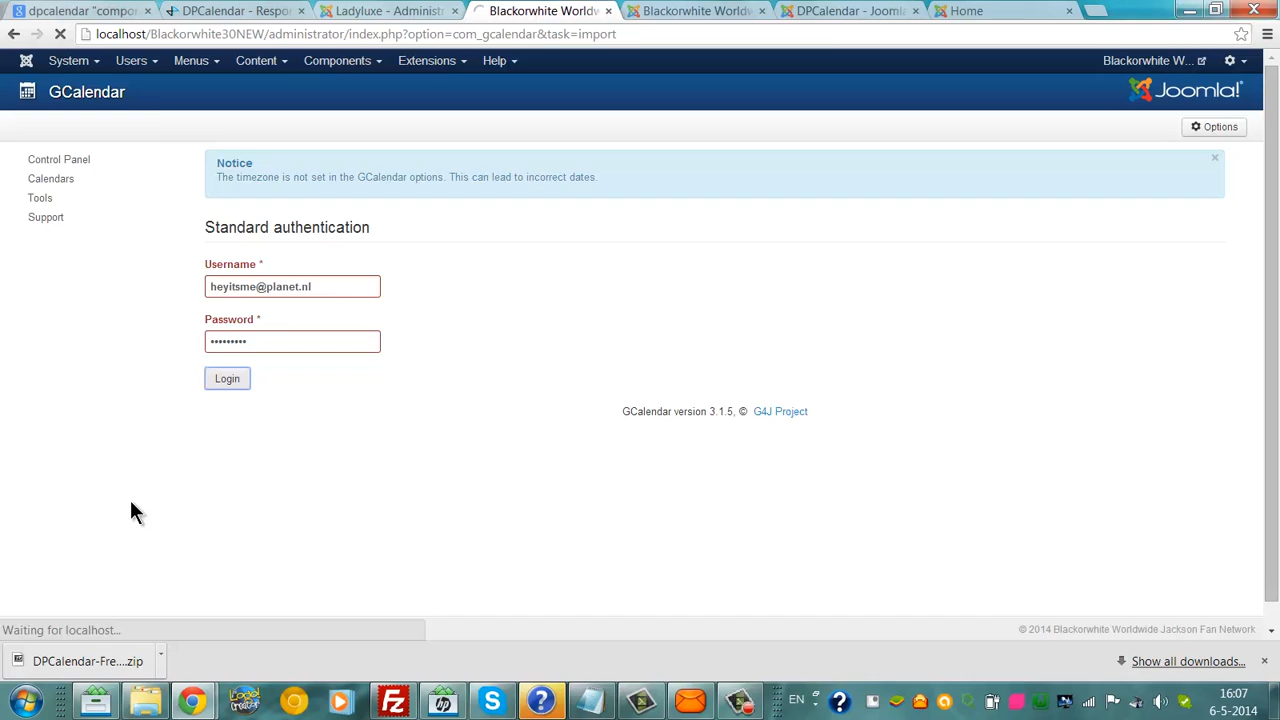 dpcalendar "compo
DPCalendar - Respon
Ladyluxe - Administr
Blackorwhite Worldw
Blackorwhite Worldw
DPCalendar - Jooml
Home
localhost/Blackorwhite30NEW/administrator/index.php?option=com_gcalendar&task=import
System Users Menus Content Components Extensions Help Blackorwhite W...
GCalendar Joomla!
Options
Control Panel
Calendars
Tools
Support
Notice
The timezone is not set in the GCalendar options. This can lead to incorrect dates.
Standard authentication
Username *
heyitsme@planet.nl
Password *
•••••••••
Login
GCalendar version 3.1.5, © G4J Project
Waiting for localhost...
© 2014 Blackorwhite Worldwide Jackson Fan Network
DPCalendar-Fre....zip
Show all downloads...
EN
16:07
6-5-2014